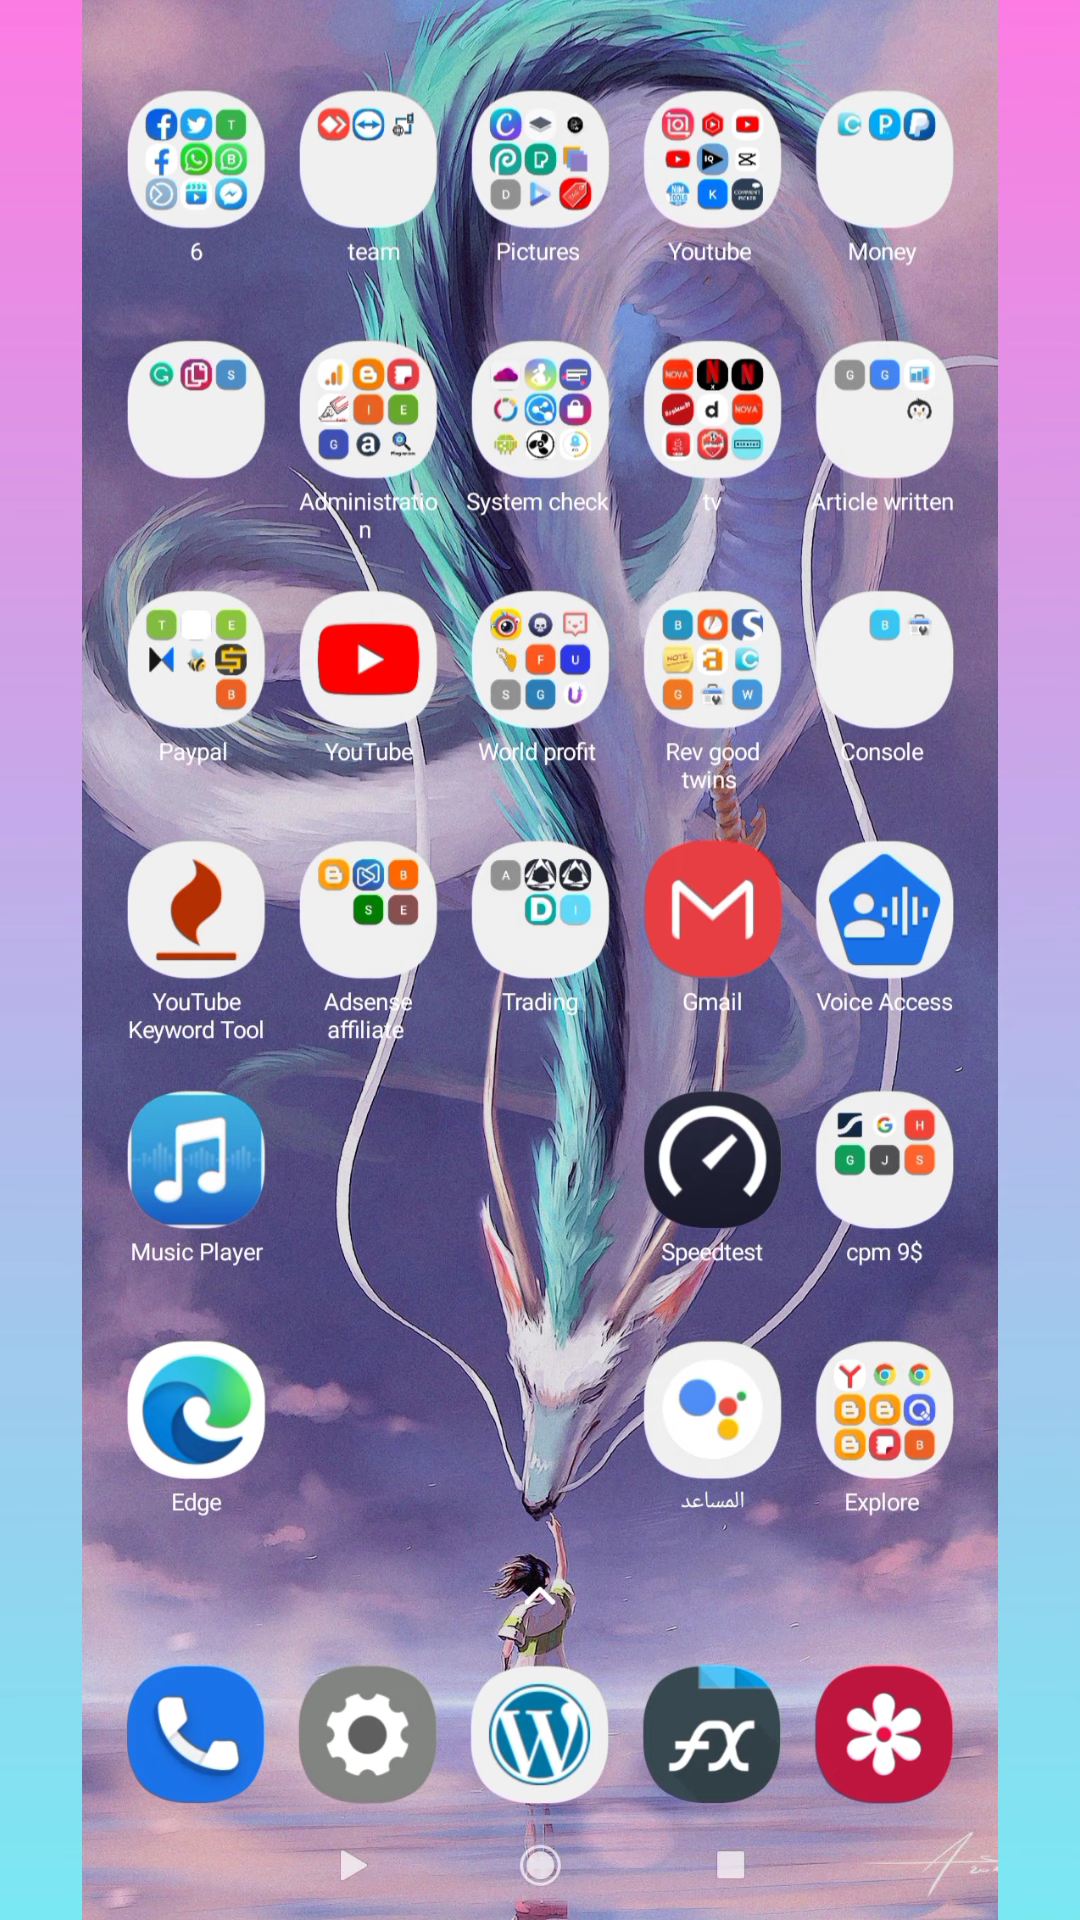 6
team
Pictures
Youtube
Money
Administratio
n
System check
tv
Article written
Paypal
YouTube
World profit
Rev good
twins
Console
YouTube
Keyword Tool
Adsense
affiliate
Trading
Gmail
Voice Access
Music Player
Speedtest
cpm 9$
Edge
المساعد
Explore